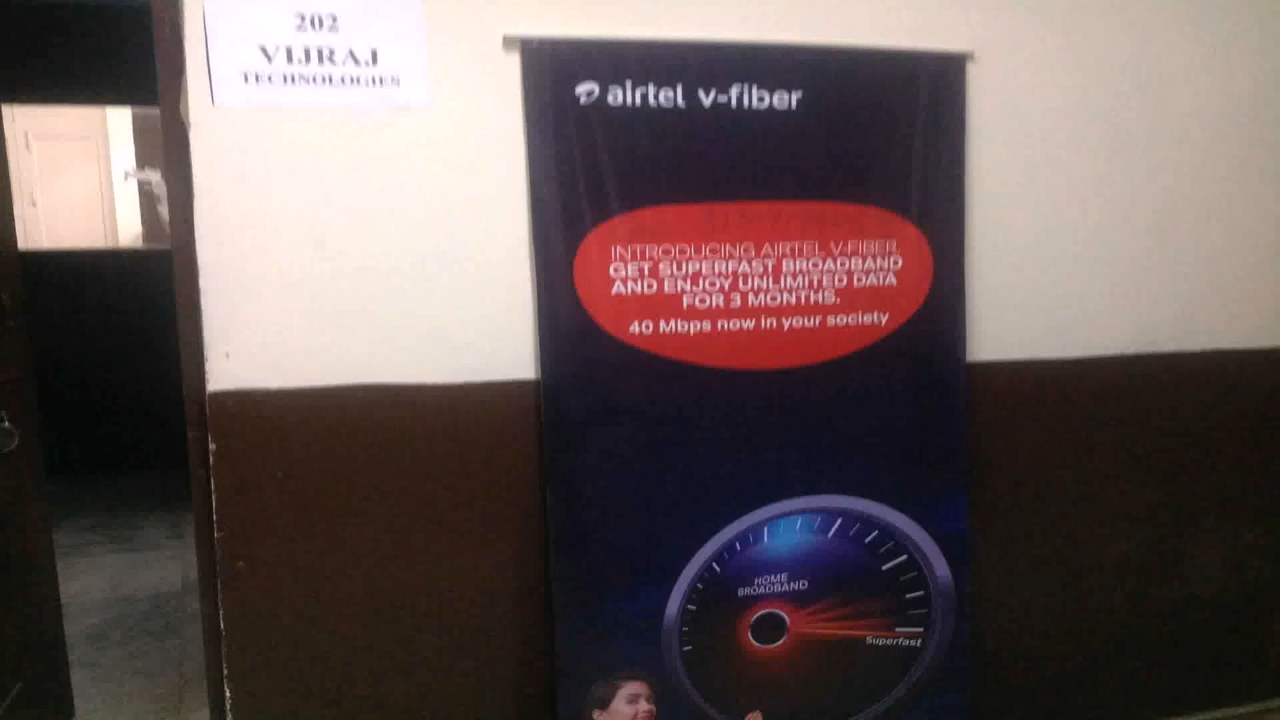 202
VIJRAJ
TECHNOLOGIES
airtel v-fiber
INTRODUCING AIRTEL V-FIBER.
GET SUPERFAST BROADBAND
AND ENJOY UNLIMITED DATA
FOR 3 MONTHS.
40 Mbps now in your society
HOME
BROADBAND
Superfast